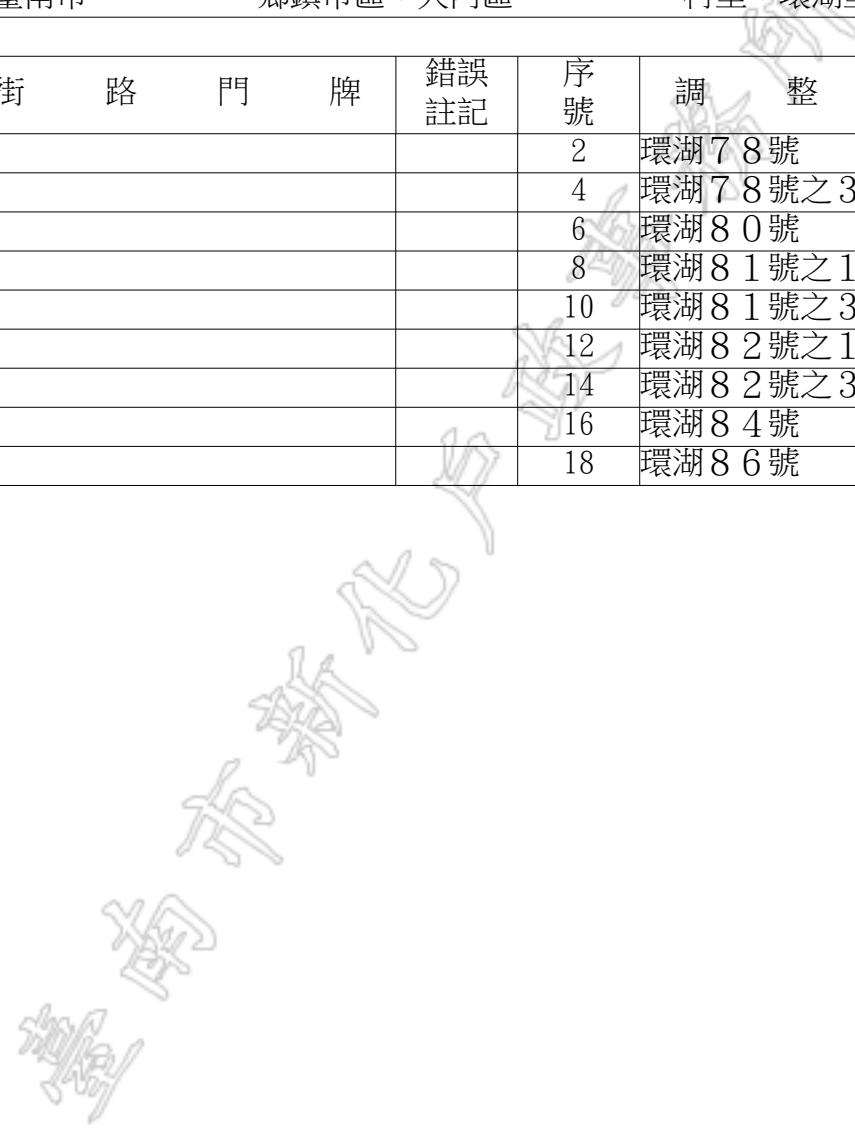 臺南市 鄉鎮市區：大內區 村里：環湖里
街路門牌 錯誤註記 序號 調整
2 環湖７８號
4 環湖７８號之３
6 環湖８０號
8 環湖８１號之１
10 環湖８１號之３
12 環湖８２號之１
14 環湖８２號之３
16 環湖８４號
18 環湖８６號
臺南市新化戶政事務所